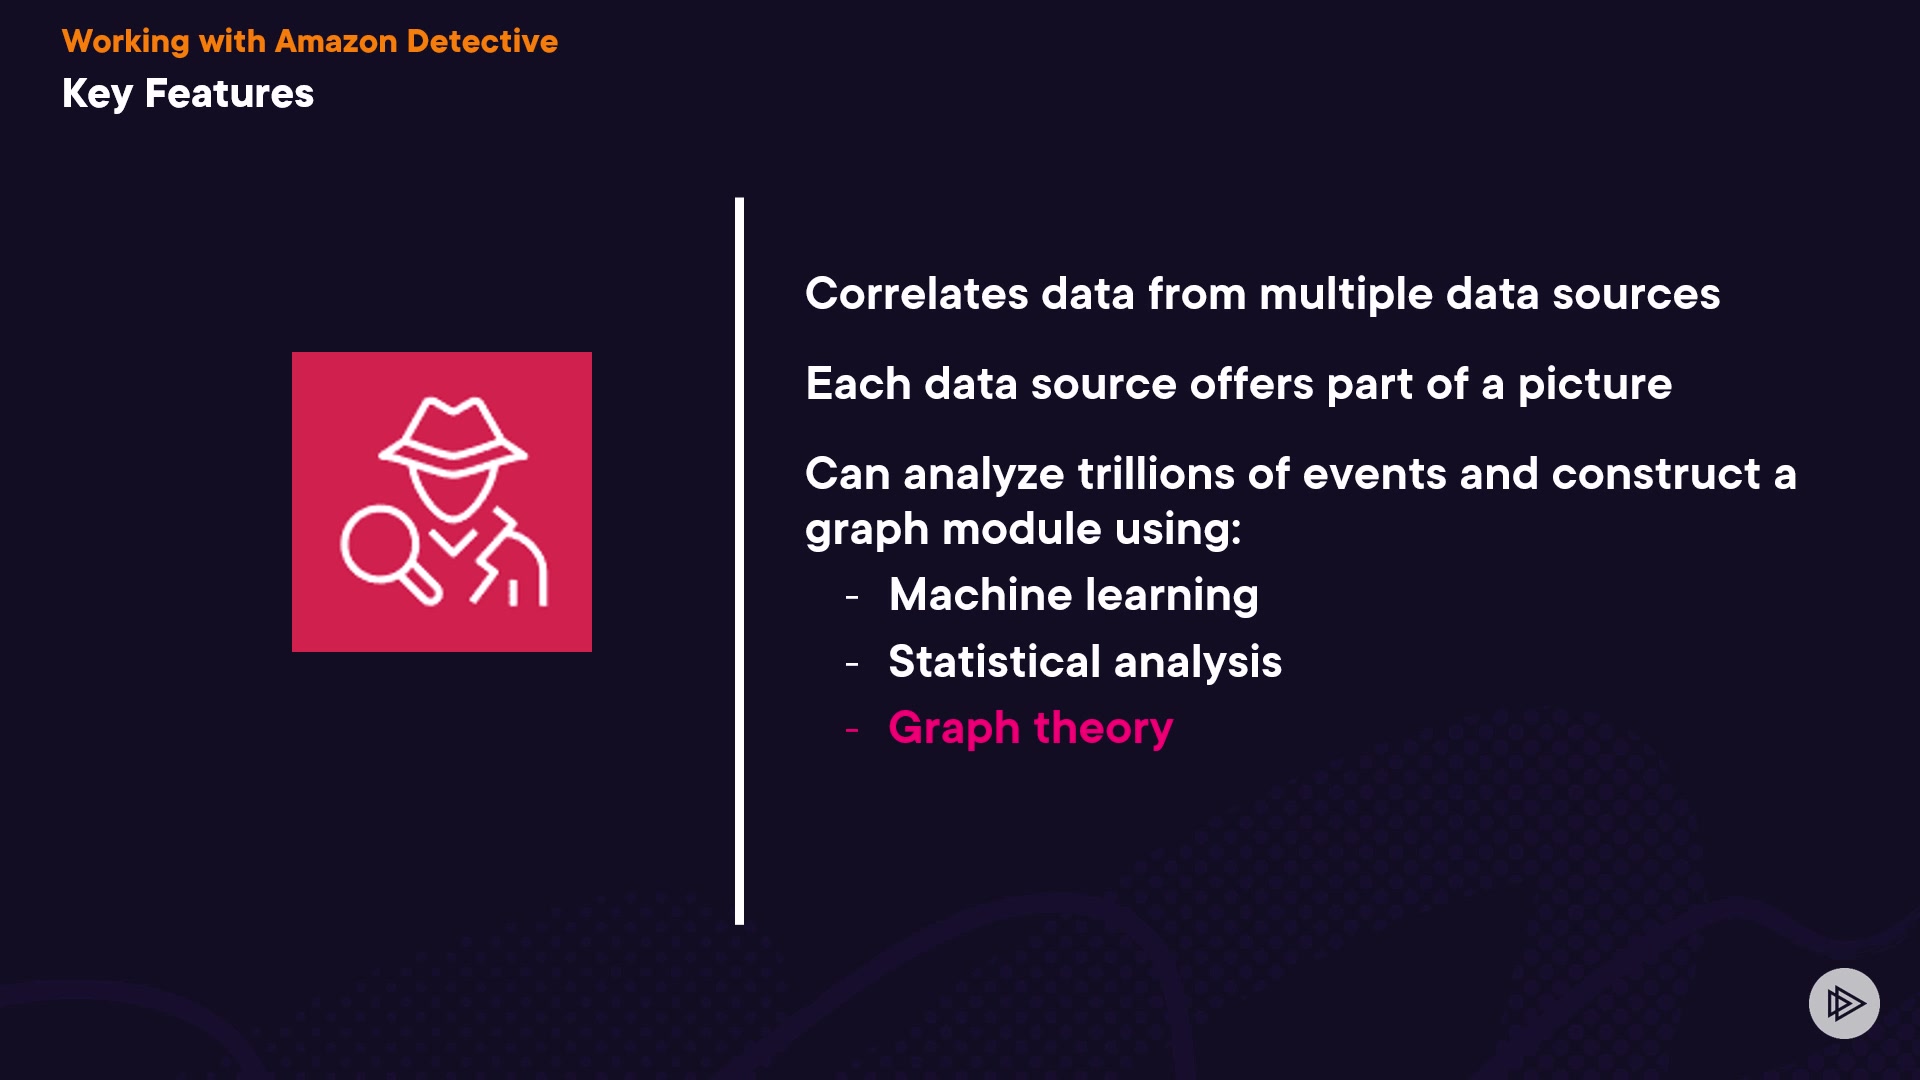 Working with Amazon Detective
Key Features
Correlates data from multiple data sources
Each data source offers part of a picture
Can analyze trillions of events and construct a
graph module using:
- Machine learning
- Statistical analysis
- Graph theory